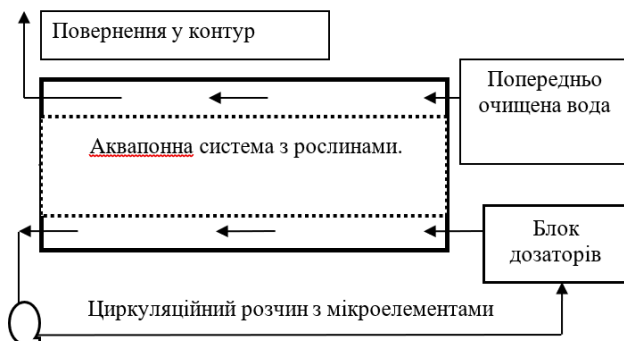 Повернення у контур
Попередньо
очищена вода
Аквапонна система з рослинами.
Блок
дозаторів
Циркуляційний розчин з мікроелементами